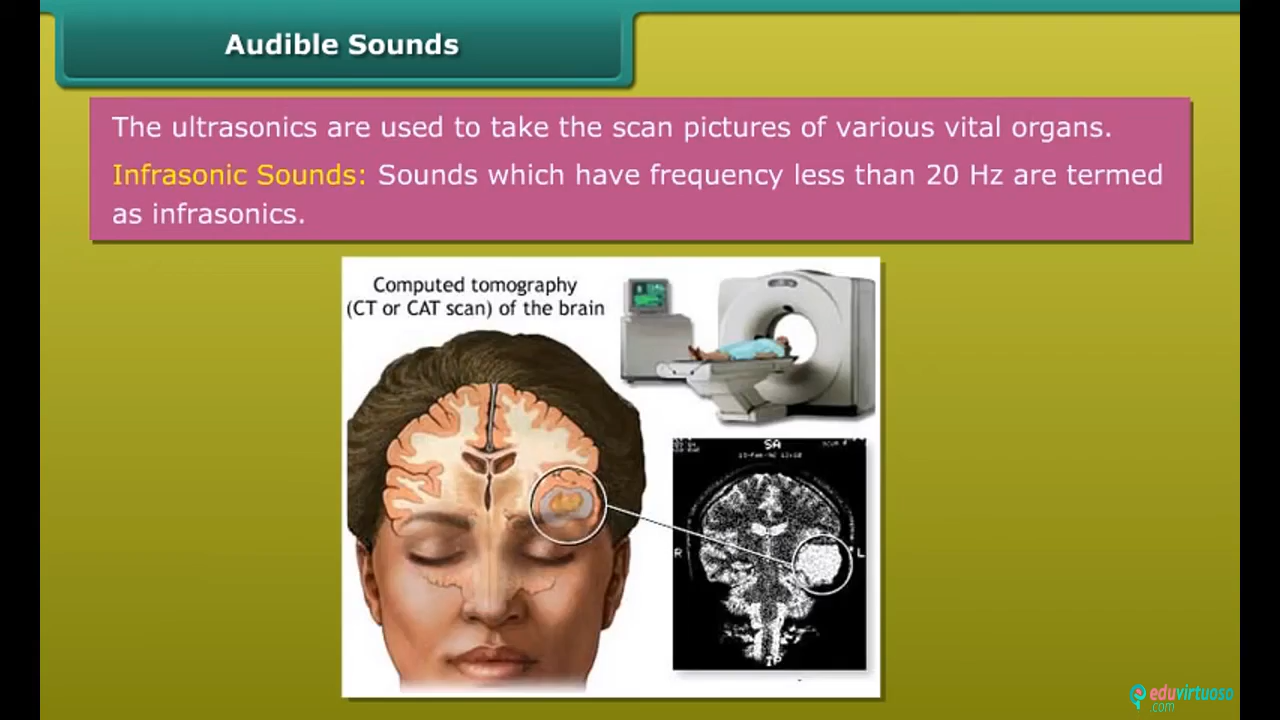 Audible Sounds
The ultrasonics are used to take the scan pictures of various vital organs.
Infrasonic Sounds: Sounds which have frequency less than 20 Hz are termed
as infrasonics.
Computed tomography
(CT or CAT scan) of the brain
SA
R
L
IP
eduvirtuoso
.com